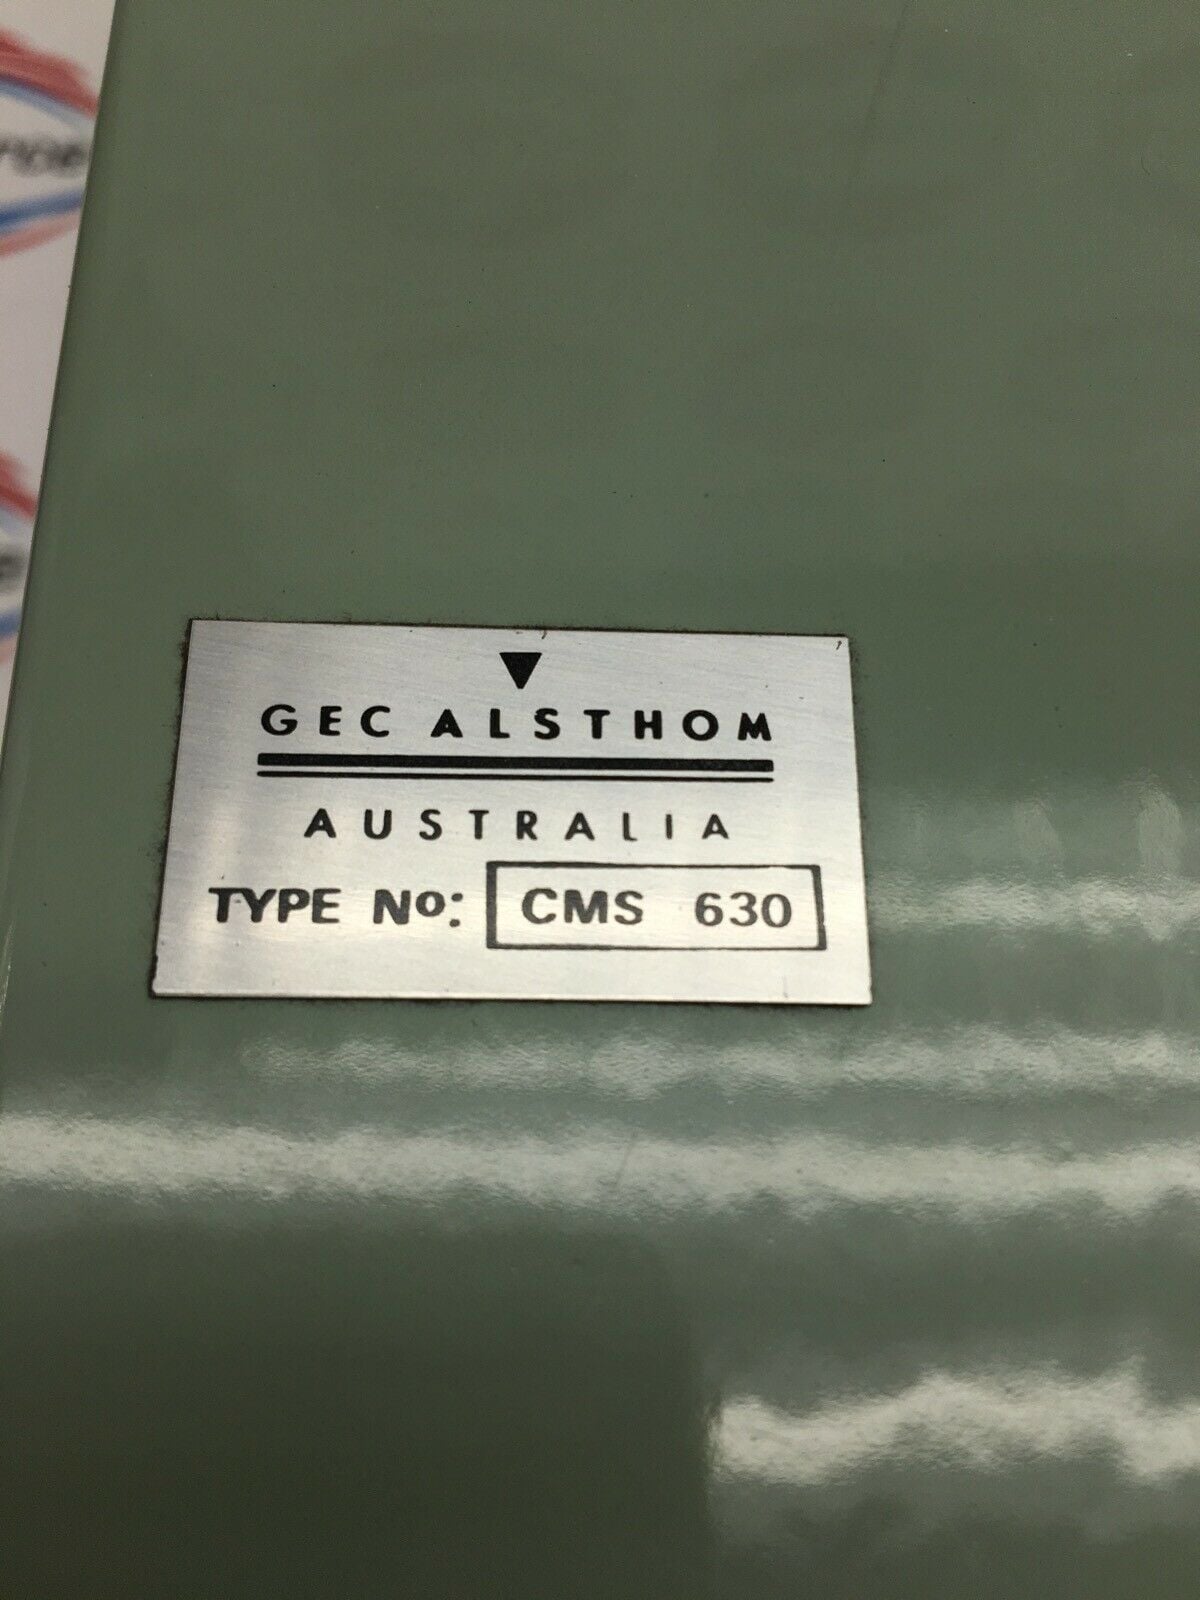 GEC ALSTHOM
AUSTRALIA
TYPE No: CMS 630